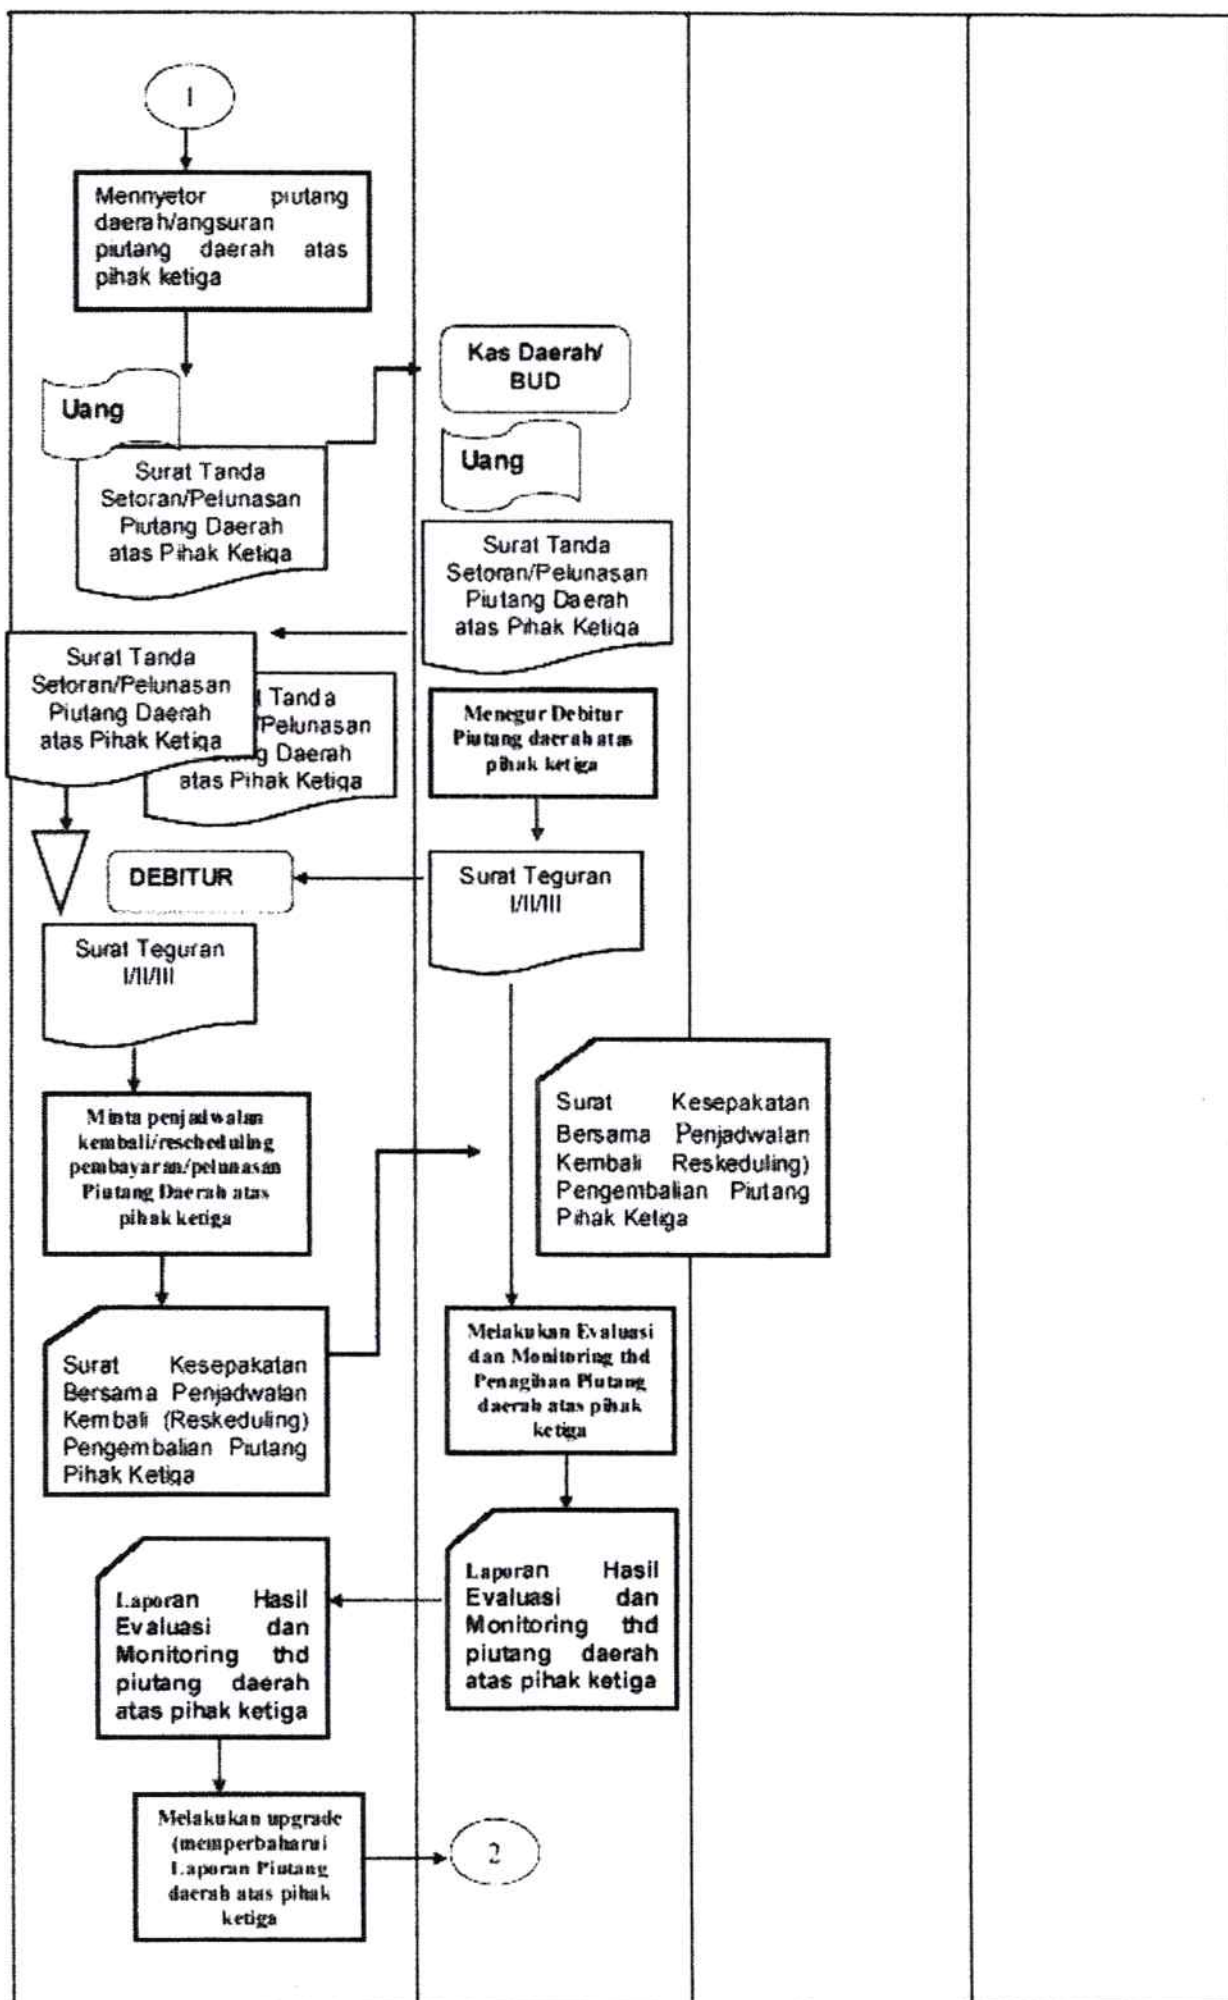 1
Mennyetor piutang
daerah/angsuran
piutang daerah atas
pihak ketiga
Kas Daerah/
BUD
Uang
Surat Tanda
Setoran/Pelunasan
Piutang Daerah
atas Pihak Ketiga
Uang
Surat Tanda
Setoran/Pelunasan
Piutang Daerah
atas Pihak Ketiga
Surat Tanda
Setoran/Pelunasan
Piutang Daerah
atas Pihak Ketiga
Tanda
/Pelunasan
g Daerah
atas Pihak Ketiga
Menegur Debitur
Piutang daerah atas
pihak ketiga
DEBITUR
Surat Teguran
I/II/III
Surat Teguran
I/II/III
Minta penjadwalan
kembali/rescheduling
pembayaran/pelunasan
Piutang Daerah atas
pihak ketiga
Surat Kesepakatan
Bersama Penjadwalan
Kembali Reskeduling)
Pengembalian Piutang
Pihak Ketiga
Surat Kesepakatan
Bersama Penjadwalan
Kembali (Reskeduling)
Pengembalian Piutang
Pihak Ketiga
Melakukan Evaluasi
dan Monitoring thd
Penagihan Piutang
daerah atas pihak
ketiga
Laporan Hasil
Evaluasi dan
Monitoring thd
piutang daerah
atas pihak ketiga
Laporan Hasil
Evaluasi dan
Monitoring thd
piutang daerah
atas pihak ketiga
Melakukan upgrade
(memperbaharui
Laporan Piutang
daerah atas pihak
ketiga
2